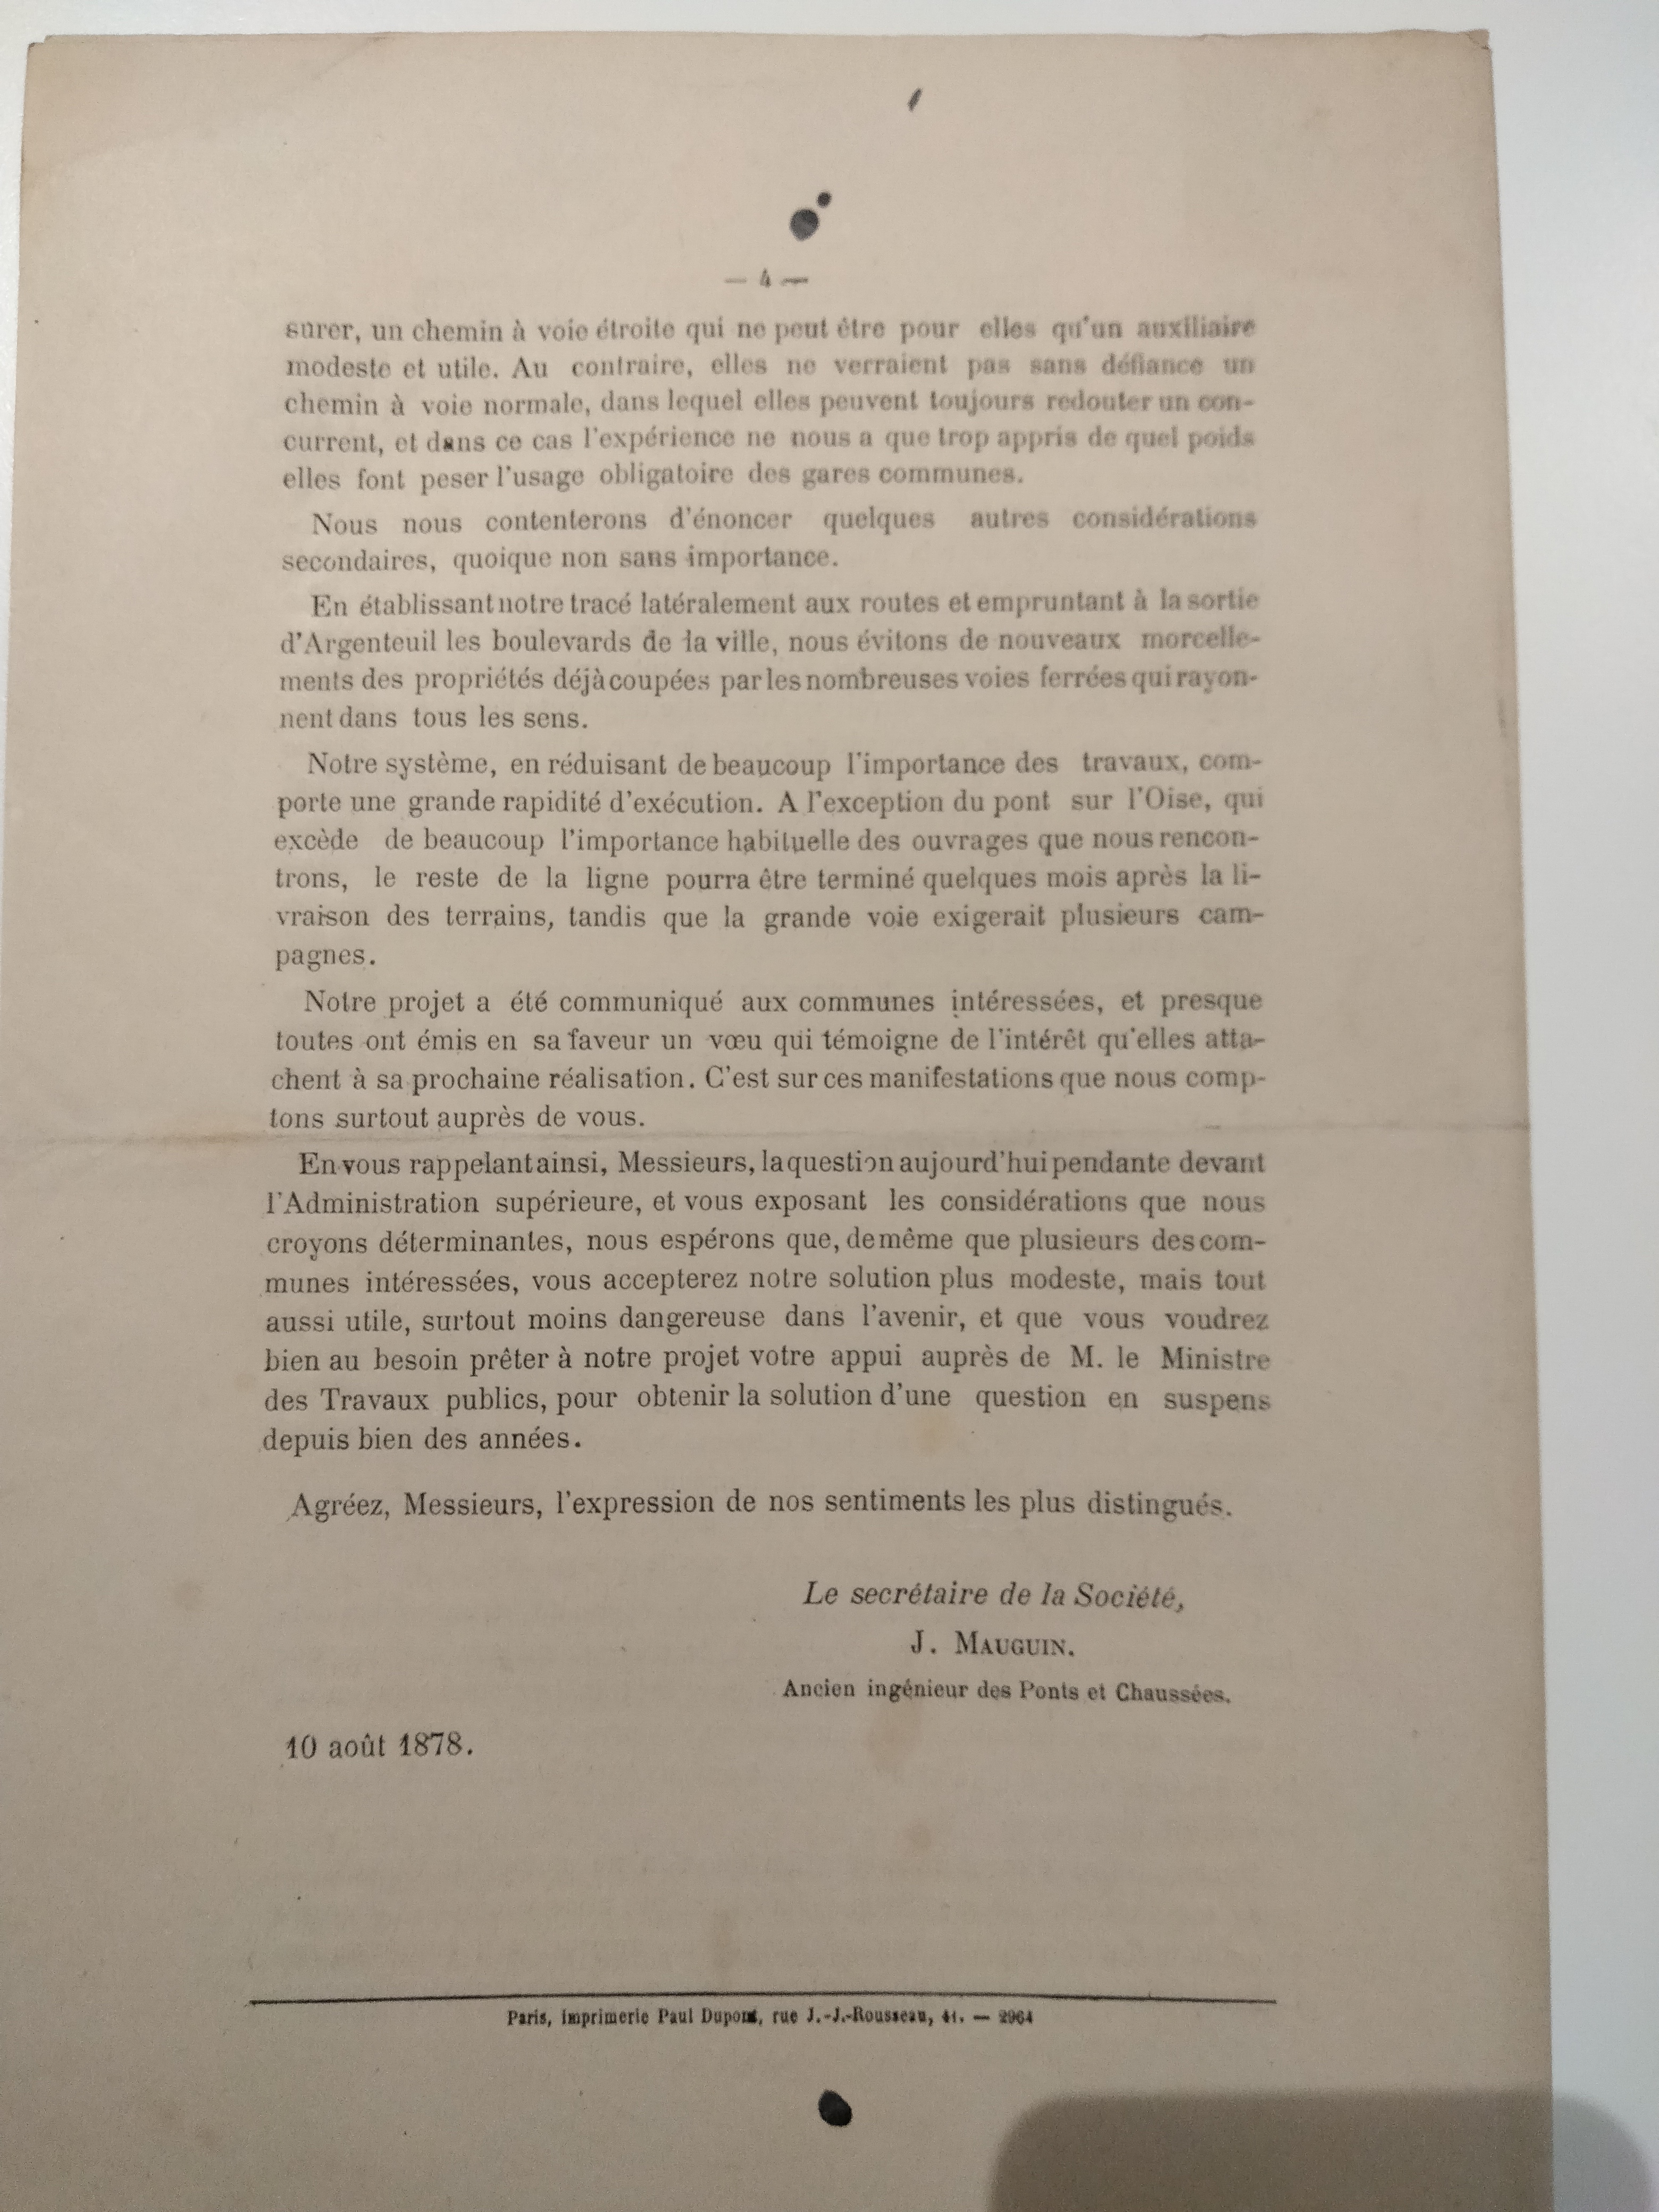 — 4 —
surer, un chemin à voie étroite qui ne peut être pour elles qu'un auxiliaire
modeste et utile. Au contraire, elles ne verraient pas sans défiance un
chemin à voie normale, dans lequel elles peuvent toujours redouter un con-
current, et dans ce cas l'expérience ne nous a que trop appris de quel poids
elles font peser l'usage obligatoire des gares communes.
Nous nous contenterons d'énoncer quelques autres considérations
secondaires, quoique non sans importance.
En établissant notre tracé latéralement aux routes et empruntant à la sortie
d'Argenteuil les boulevards de la ville, nous évitons de nouveaux morcelle-
ments des propriétés déjà coupées par les nombreuses voies ferrées qui rayon-
nent dans tous les sens.
Notre système, en réduisant de beaucoup l'importance des travaux, com-
porte une grande rapidité d'exécution. A l'exception du pont sur l'Oise, qui
excède de beaucoup l'importance habituelle des ouvrages que nous rencon-
trons, le reste de la ligne pourra être terminé quelques mois après la li-
vraison des terrains, tandis que la grande voie exigerait plusieurs cam-
pagnes.
Notre projet a été communiqué aux communes intéressées, et presque
toutes ont émis en sa faveur un vœu qui témoigne de l'intérêt qu'elles atta-
chent à sa prochaine réalisation. C'est sur ces manifestations que nous comp-
tons surtout auprès de vous.
En vous rappelant ainsi, Messieurs, la question aujourd'hui pendante devant
l'Administration supérieure, et vous exposant les considérations que nous
croyons déterminantes, nous espérons que, de même que plusieurs des com-
munes intéressées, vous accepterez notre solution plus modeste, mais tout
aussi utile, surtout moins dangereuse dans l'avenir, et que vous voudrez
bien au besoin prêter à notre projet votre appui auprès de M. le Ministre
des Travaux publics, pour obtenir la solution d'une question en suspens
depuis bien des années.
Agréez, Messieurs, l'expression de nos sentiments les plus distingués.
Le secrétaire de la Société,
J. MAUGUIN.
Ancien ingénieur des Ponts et Chaussées.
10 août 1878.
Paris, Imprimerie Paul Dupont, rue J.-J.-Rousseau, 41. — 2964